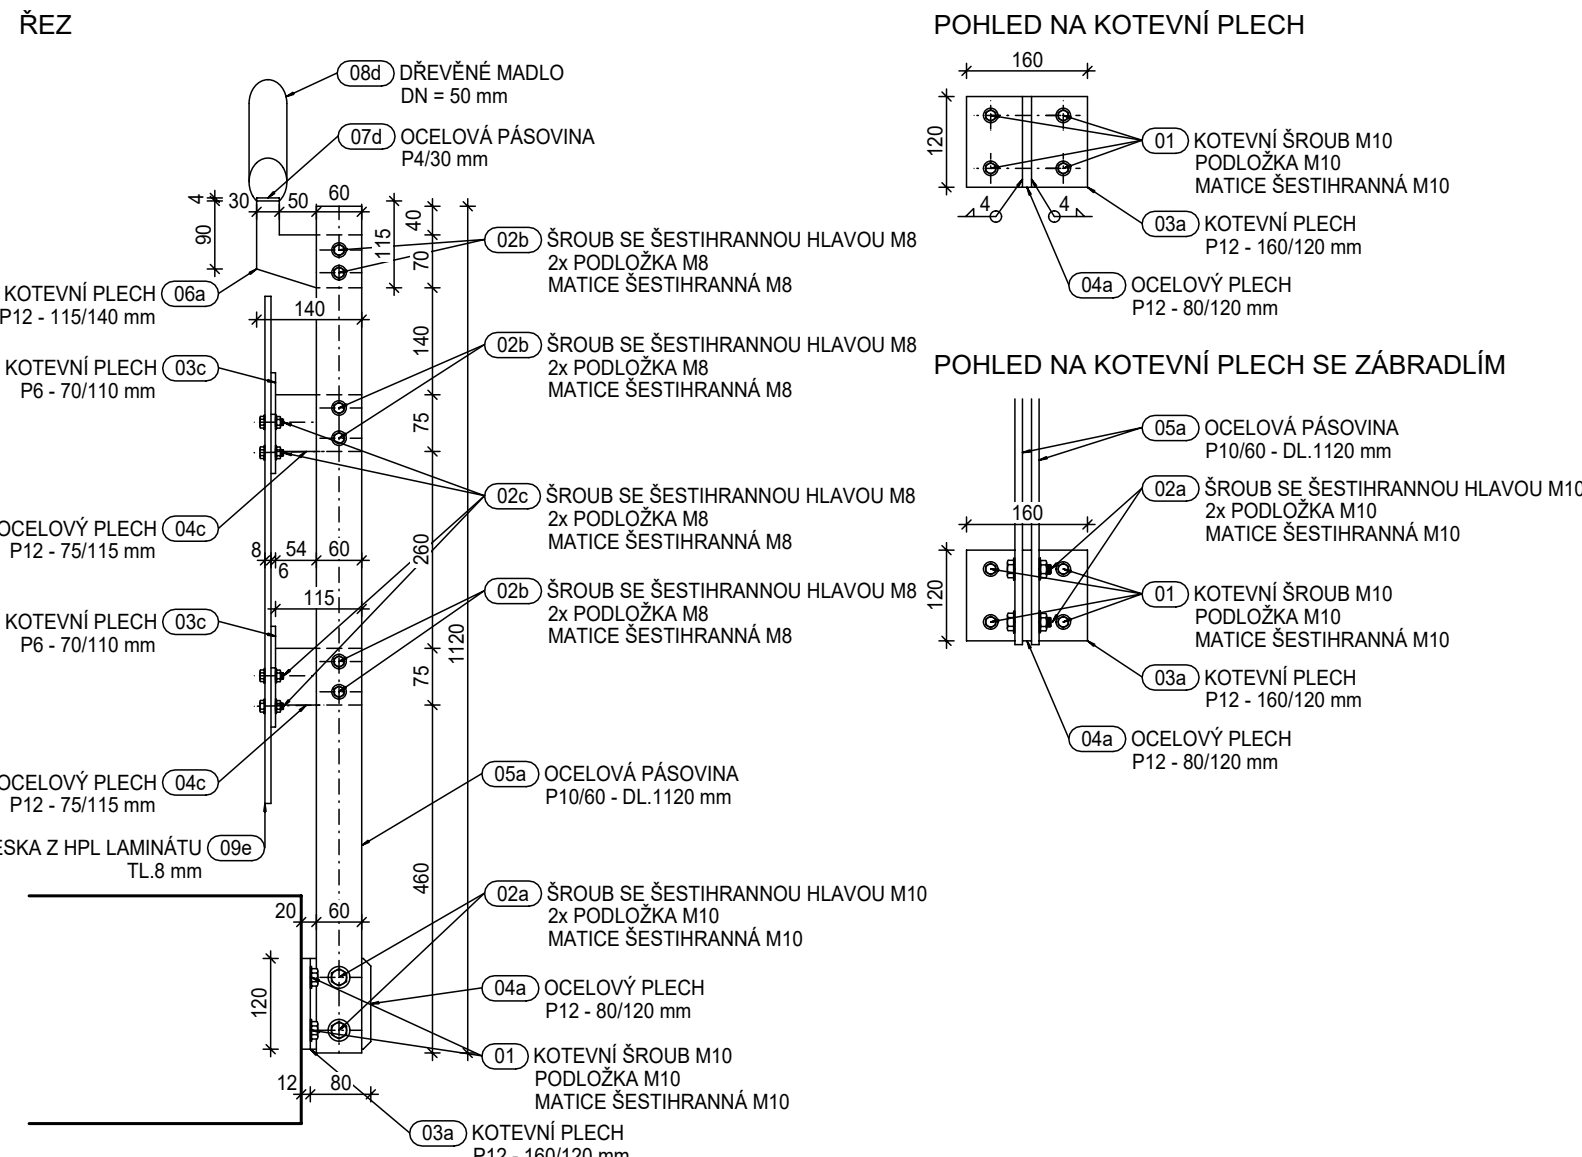 ŘEZ
08d DŘEVĚNÉ MADLO
DN = 50 mm
07d OCELOVÁ PÁSOVINA
P4/30 mm
4
30 50 60
90
115
40
70
02b ŠROUB SE ŠESTIHRANNOU HLAVOU M8
2x PODLOŽKA M8
MATICE ŠESTIHRANNÁ M8
KOTEVNÍ PLECH 06a
P12 - 115/140 mm
140
140
02b ŠROUB SE ŠESTIHRANNOU HLAVOU M8
2x PODLOŽKA M8
MATICE ŠESTIHRANNÁ M8
KOTEVNÍ PLECH 03c
P6 - 70/110 mm
75
02c ŠROUB SE ŠESTIHRANNOU HLAVOU M8
2x PODLOŽKA M8
MATICE ŠESTIHRANNÁ M8
OCELOVÝ PLECH 04c
P12 - 75/115 mm
8 54 60
6
260
115
02b ŠROUB SE ŠESTIHRANNOU HLAVOU M8
2x PODLOŽKA M8
MATICE ŠESTIHRANNÁ M8
KOTEVNÍ PLECH 03c
P6 - 70/110 mm
1120
75
OCELOVÝ PLECH 04c
P12 - 75/115 mm
05a OCELOVÁ PÁSOVINA
P10/60 - DL.1120 mm
ESKA Z HPL LAMINÁTU 09e
TL.8 mm
460
20 60
02a ŠROUB SE ŠESTIHRANNOU HLAVOU M10
2x PODLOŽKA M10
MATICE ŠESTIHRANNÁ M10
120
04a OCELOVÝ PLECH
P12 - 80/120 mm
01 KOTEVNÍ ŠROUB M10
PODLOŽKA M10
MATICE ŠESTIHRANNÁ M10
12 80
03a KOTEVNÍ PLECH
P12 - 160/120 mm
POHLED NA KOTEVNÍ PLECH
160
120
01 KOTEVNÍ ŠROUB M10
PODLOŽKA M10
MATICE ŠESTIHRANNÁ M10
4 4
03a KOTEVNÍ PLECH
P12 - 160/120 mm
04a OCELOVÝ PLECH
P12 - 80/120 mm
POHLED NA KOTEVNÍ PLECH SE ZÁBRADLÍM
05a OCELOVÁ PÁSOVINA
P10/60 - DL.1120 mm
02a ŠROUB SE ŠESTIHRANNOU HLAVOU M10
2x PODLOŽKA M10
MATICE ŠESTIHRANNÁ M10
160
120
01 KOTEVNÍ ŠROUB M10
PODLOŽKA M10
MATICE ŠESTIHRANNÁ M10
03a KOTEVNÍ PLECH
P12 - 160/120 mm
04a OCELOVÝ PLECH
P12 - 80/120 mm